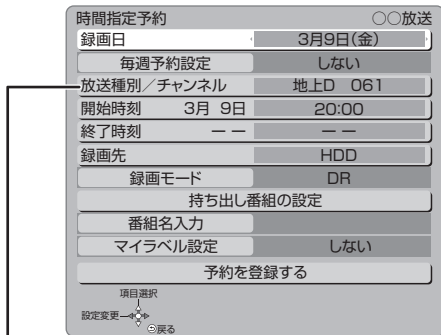 時間指定予約 ○○放送
録画日 3月9日(金)
毎週予約設定 しない
放送種別／チャンネル 地上D 061
開始時刻 3月 9日 20:00
終了時刻 −− −−
録画先 HDD
録画モード DR
持ち出し番組の設定
番組名入力
マイラベル設定 しない
予約を登録する
項目選択
設定変更
戻る